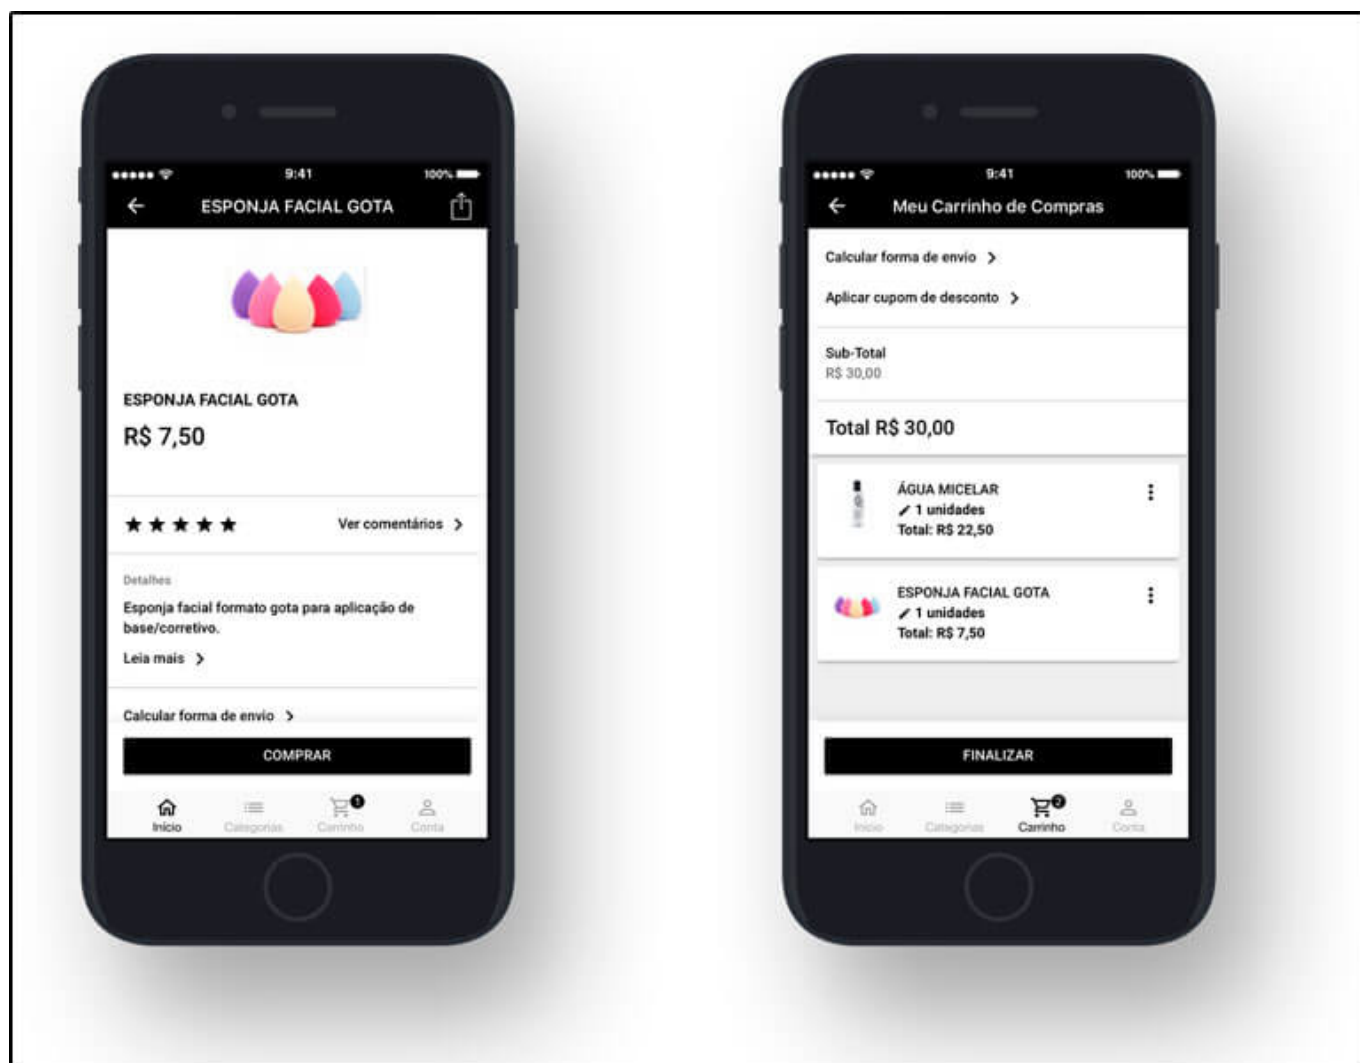 9:41
100%
ESPONJA FACIAL GOTA
ESPONJA FACIAL GOTA
R$ 7,50
Ver comentários
Detalhes
Esponja facial formato gota para aplicação de
base/corretivo.
Leia mais
Calcular forma de envio
COMPRAR
1
Início
Categorias
Carrinho
Conta
9:41
100%
Meu Carrinho de Compras
Calcular forma de envio
Aplicar cupom de desconto
Sub-Total
R$ 30,00
Total R$ 30,00
ÁGUA MICELAR
1 unidades
Total: R$ 22,50
ESPONJA FACIAL GOTA
1 unidades
Total: R$ 7,50
FINALIZAR
2
Início
Categorias
Carrinho
Conta